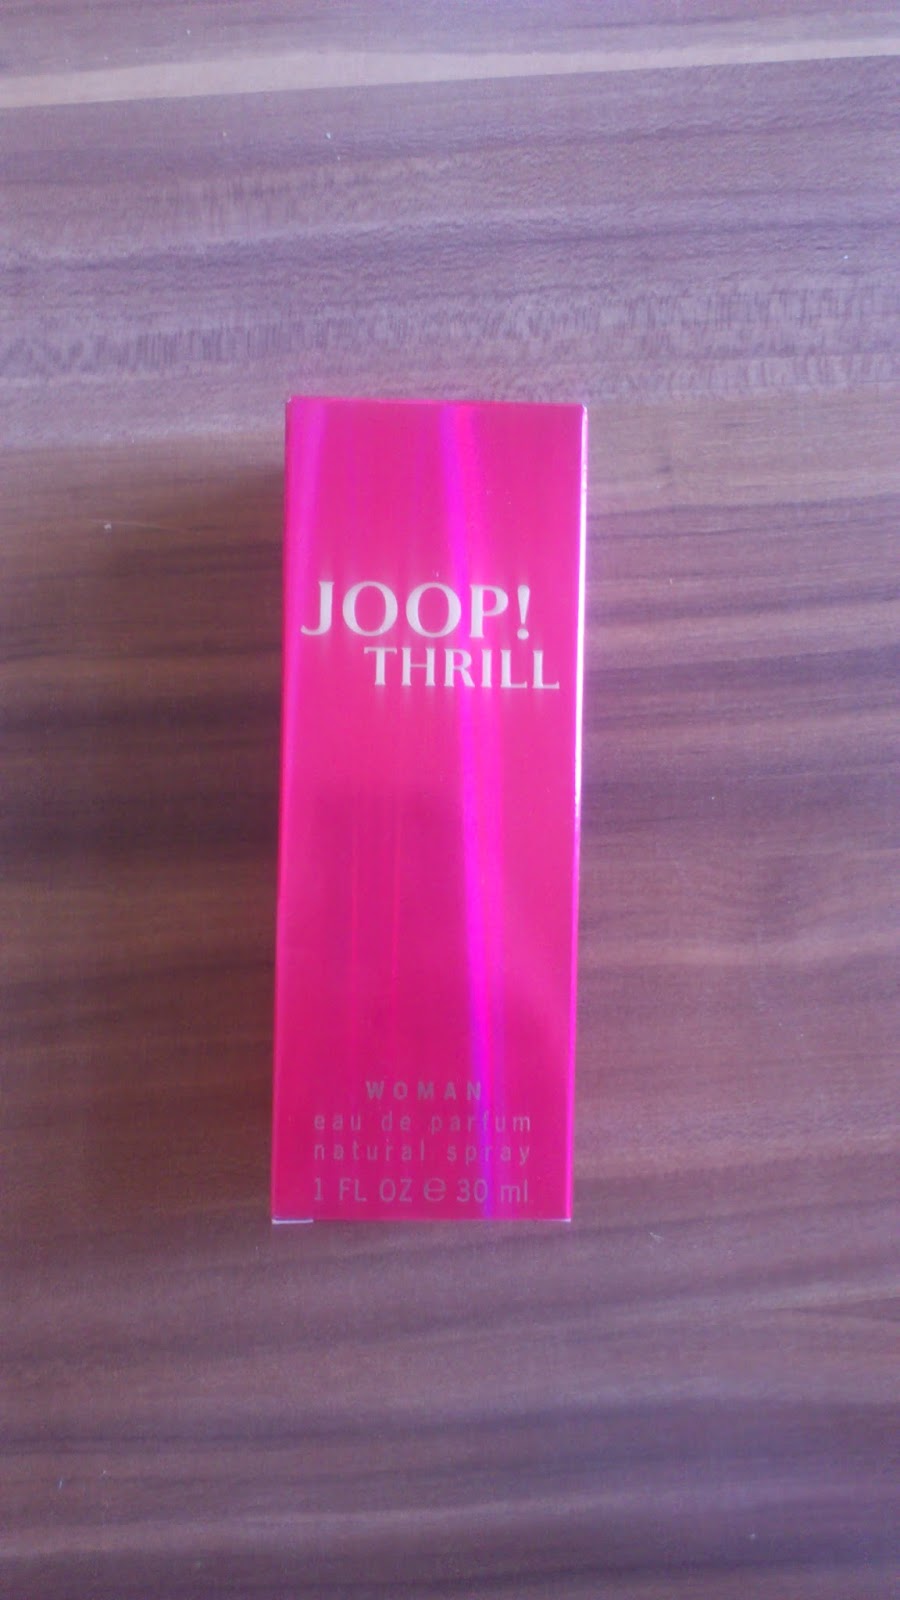 JOOP!
THRILL
WOMAN
eau de parfum
natural spray
1 FL OZ ℮ 30 ml